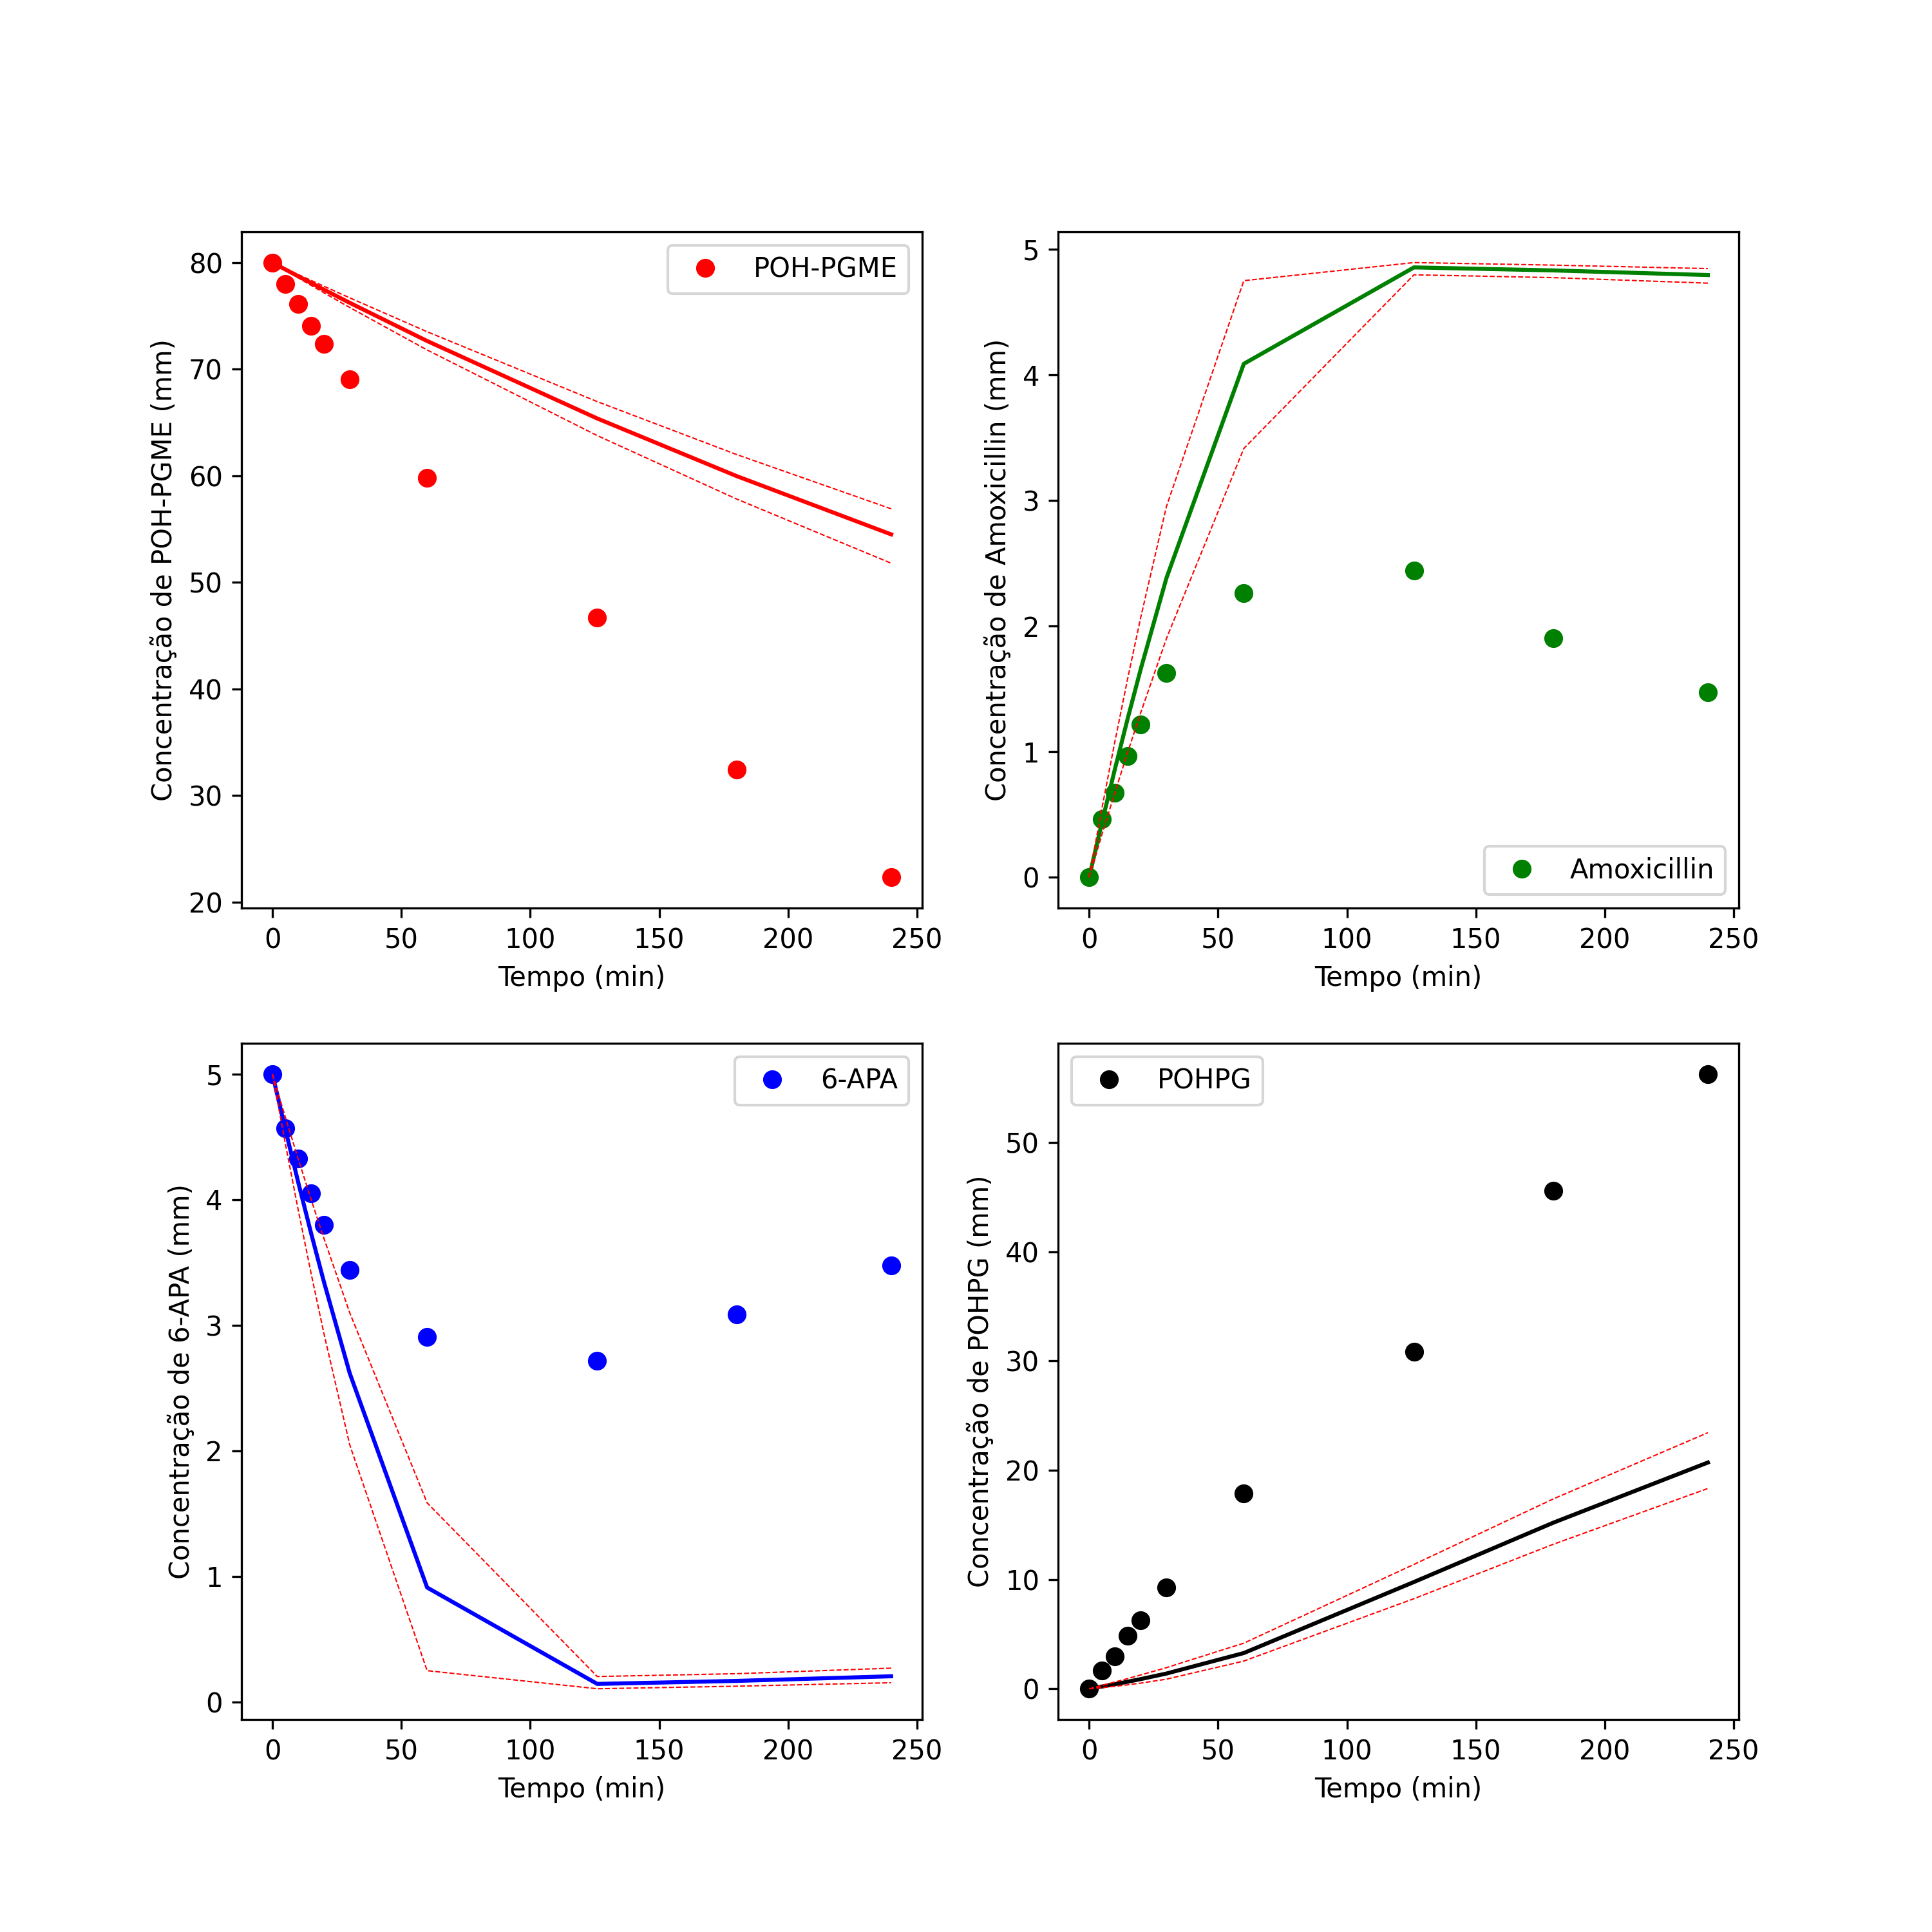 Concentração de POH-PGME (mm)
80
70
60
50
40
30
20
POH-PGME
0 50 100 150 200 250
Tempo (min)
Concentração de Amoxicillin (mm)
5
4
3
2
1
0
Amoxicillin
0 50 100 150 200 250
Tempo (min)
Concentração de 6-APA (mm)
5
4
3
2
1
0
6-APA
0 50 100 150 200 250
Tempo (min)
Concentração de POHPG (mm)
50
40
30
20
10
0
POHPG
0 50 100 150 200 250
Tempo (min)